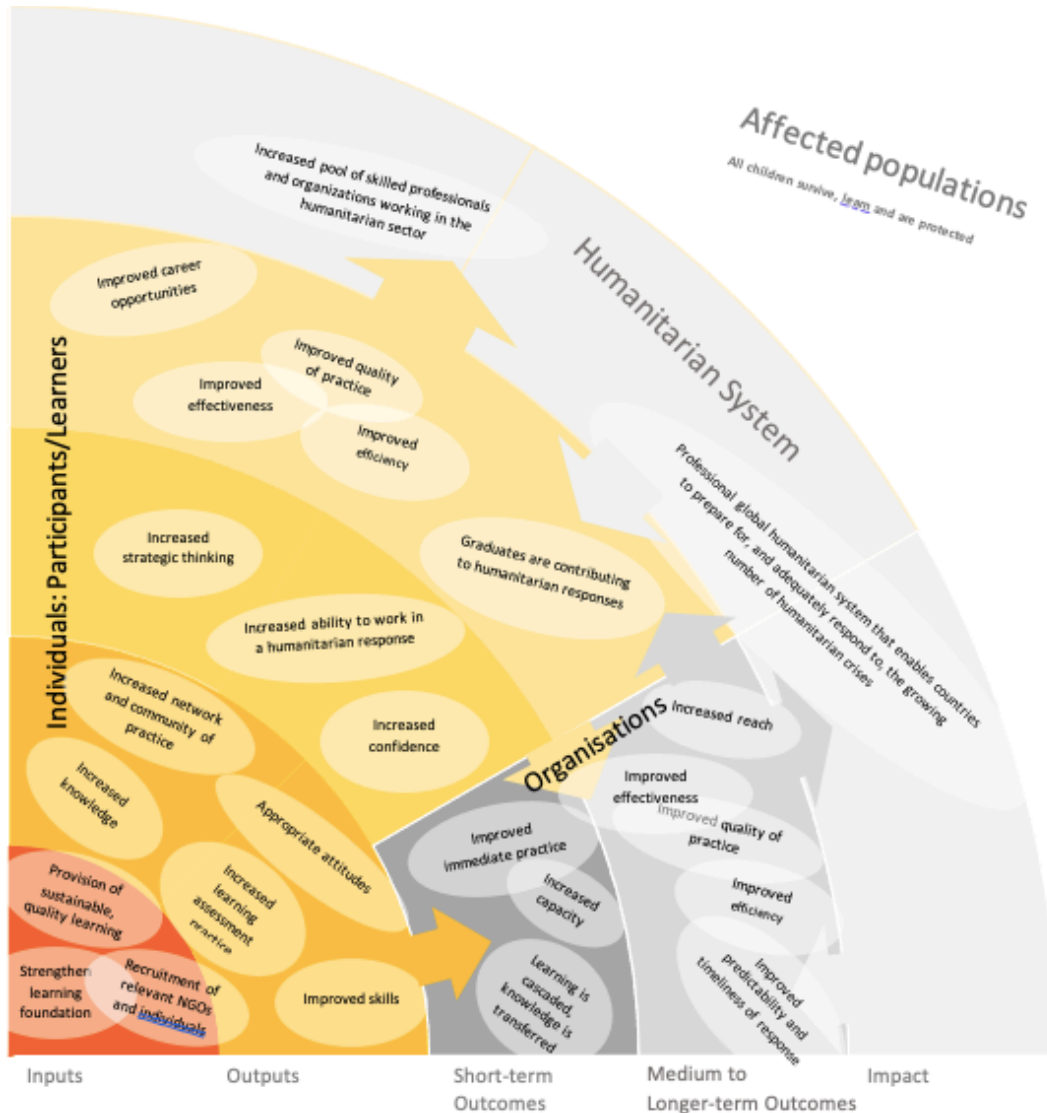 Affected populations
All children survive, learn and are protected
Humanitarian System
Increased pool of skilled professionals
and organizations working in the
humanitarian sector
Professional global humanitarian system that enables countries
to prepare for, and adequately respond to, the growing
number of humanitarian crises
Individuals: Participants/Learners
Improved career
opportunities
Improved quality
of practice
Improved
effectiveness
Improved
efficiency
Increased
strategic thinking
Graduates are contributing
to humanitarian responses
Increased ability to work in
a humanitarian response
Increased network
and community of
practice
Increased
confidence
Increased
knowledge
Appropriate attitudes
Increased
learning
assessment
practice
Improved skills
Provision of
sustainable,
quality learning
Strengthen
learning
foundation
Recruitment of
relevant NGOs
and individuals
Organisations
Increased reach
Improved
effectiveness
Improved quality of
practice
Improved
immediate practice
Increased
capacity
Improved
efficiency
Learning is
cascaded,
knowledge is
transferred
Improved
predictability and
timeliness of response
Inputs
Outputs
Short-term
Outcomes
Medium to
Longer-term Outcomes
Impact